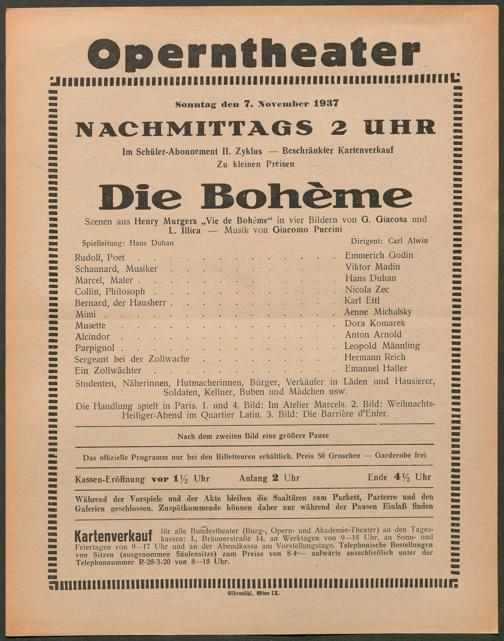 Operntheater
Sonntag den 7. November 1937
NACHMITTAGS 2 UHR
Im Schüler-Abonnement II. Zyklus — Beschränkter Kartenverkauf
Zu kleinen Preisen
Die Bohème
Szenen aus Henry Murgers „Vie de Bohème“ in vier Bildern von G. Giacosa und
L. Illica — Musik von Giacomo Puccini
Spielleitung: Hans Duhan Dirigent: Carl Alwin
Rudolf, Poet . . . . . . . . . . Emmerich Godin
Schaunard, Musiker . . . . . . . . . . Viktor Madin
Marcel, Maler . . . . . . . . . . Hans Duhan
Collin, Philosoph . . . . . . . . . . Nicola Zec
Bernard, der Hausherr . . . . . . . . . . Karl Ettl
Mimi . . . . . . . . . . Aenne Michalsky
Musette . . . . . . . . . . Dora Komarek
Alcindor . . . . . . . . . . Anton Arnold
Parpignol . . . . . . . . . . Leopold Männling
Sergeant bei der Zollwache . . . . . . . . . . Hermann Reich
Ein Zollwächter . . . . . . . . . . Emanuel Haller
Studenten, Näherinnen, Hutmacherinnen, Bürger, Verkäufer in Läden und Hausierer,
Soldaten, Kellner, Buben und Mädchen usw.
Die Handlung spielt in Paris. 1. und 4. Bild: Im Atelier Marcels. 2. Bild: Weihnachts-
Heiliger-Abend im Quartier Latin. 3. Bild: Die Barrière d'Enfer.
Nach dem zweiten Bild eine größere Pause
Das offizielle Programm nur bei den Billettenren erhältlich. Preis 50 Groschen — Garderobe frei
Kassen-Eröffnung vor 1½ Uhr Anfang 2 Uhr Ende 4½ Uhr
Während der Vorspiele und der Akte bleiben die Saaltüren zum Parkett, Parterre und den
Galerien geschlossen. Zuspätkommende können daher nur während der Pausen Einlaß finden
Kartenverkauf für alle Bundestheater (Burg-, Opern- und Akademie-Theater) an den Tages-
kassen: I., Bräunerstraße 14, an Werktagen von 9—18 Uhr, an Sonn- und
Feiertagen von 9—17 Uhr und an der Abendkassa am Vorstellungstage. Telephonische Bestellungen
von Sitzen (ausgenommen Säulensitze) zum Preise von S 4·— aufwärts ausschließlich unter der
Telephonnummer R-28-3-20 von 8—18 Uhr.
Elbemühl, Wien IX.